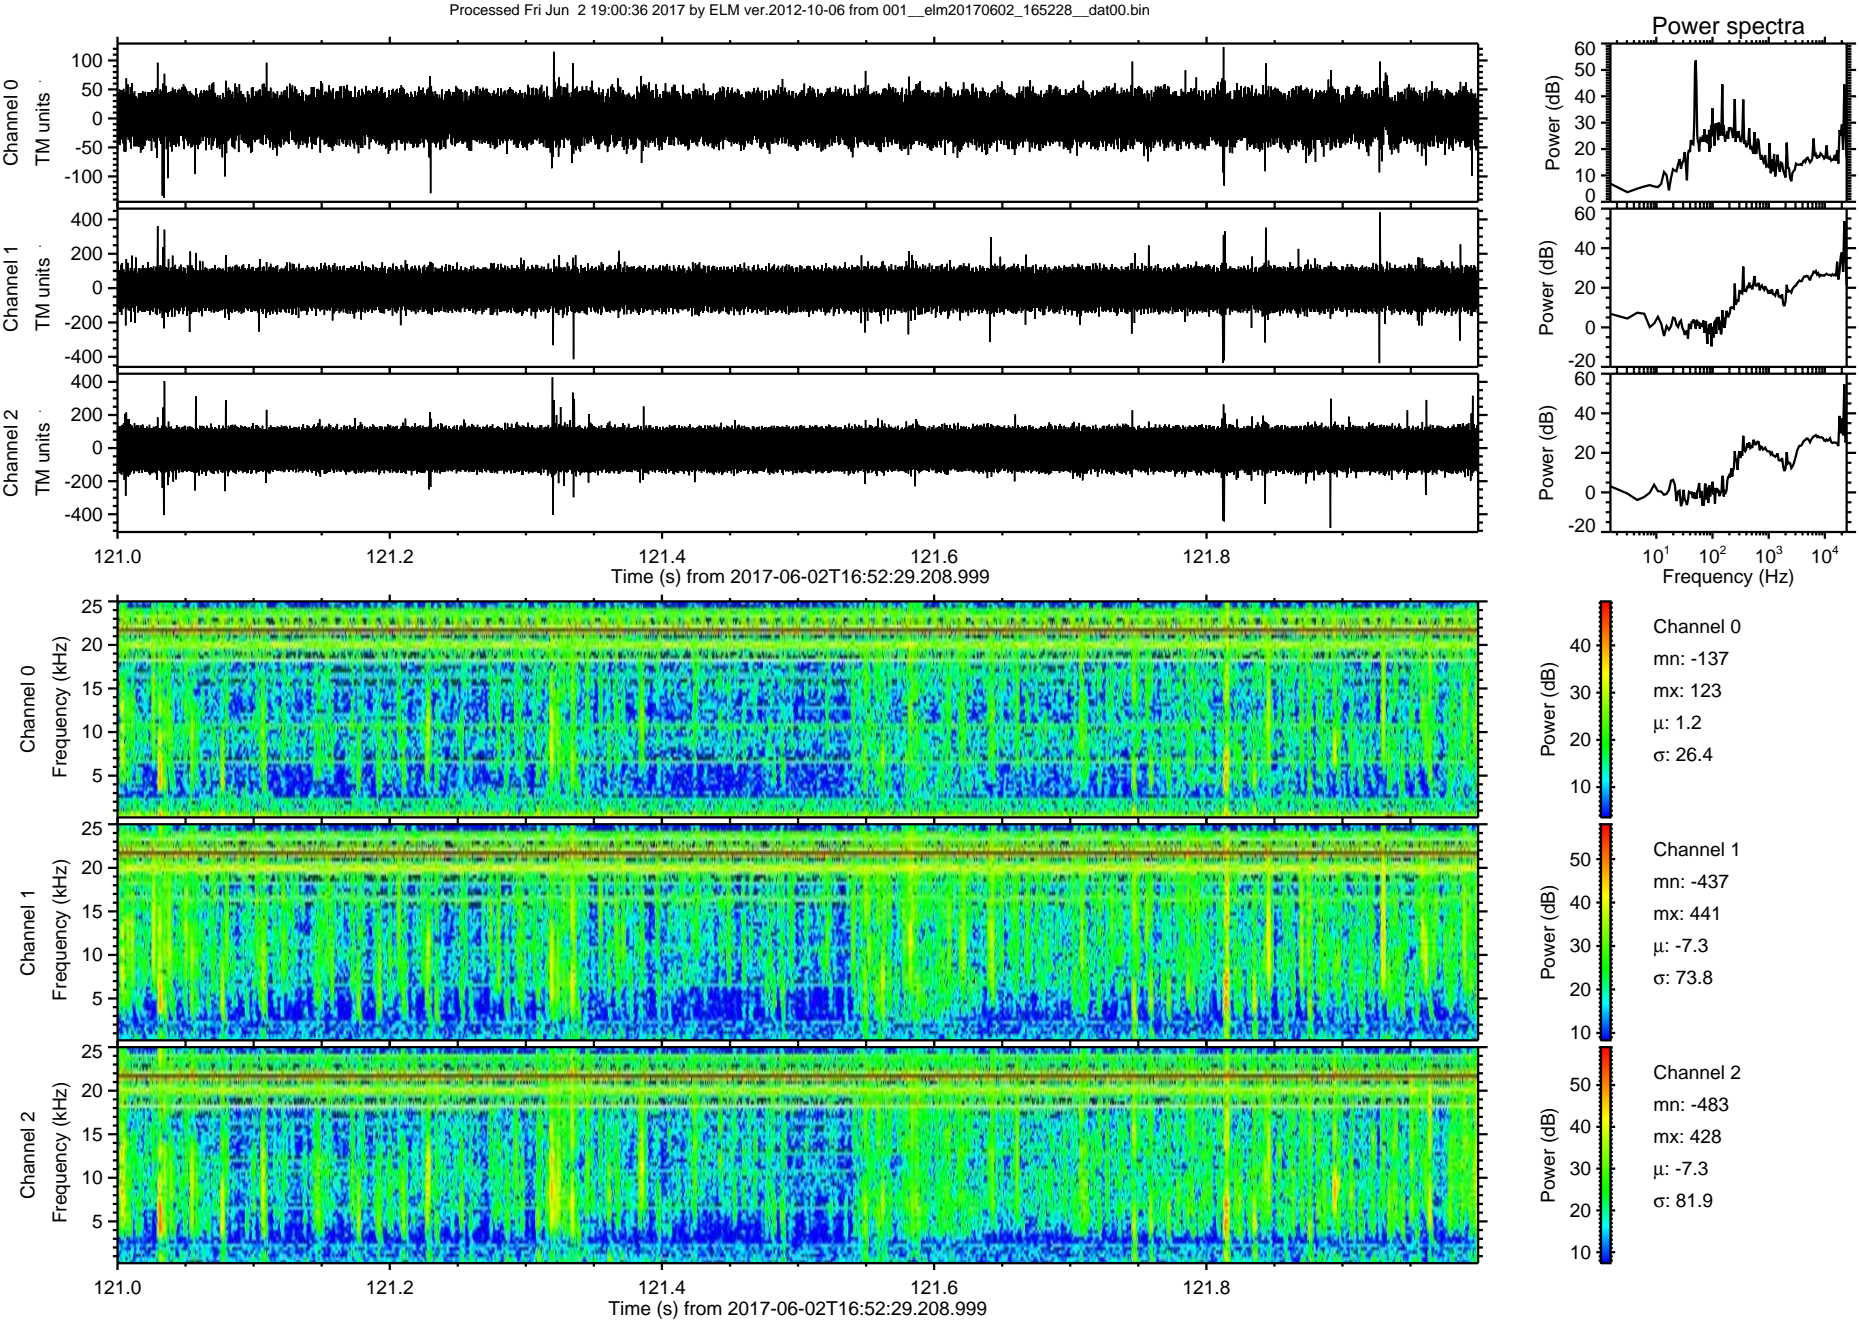 Processed Fri Jun  2 19:00:36 2017 by ELM ver.2012-10-06 from 001__elm20170602_165228__dat00.bin
Power spectra
Channel 0
TM units
100
50
0
-50
-100
Power (dB)
60
50
40
30
20
10
0
Channel 1
TM units
400
200
0
-200
-400
Power (dB)
60
40
20
0
-20
Channel 2
TM units
400
200
0
-200
-400
Power (dB)
60
40
20
0
-20
121.0 121.2 121.4 121.6 121.8
Time (s) from 2017-06-02T16:52:29.208.999
10¹ 10² 10³ 10⁴
Frequency (Hz)
Channel 0
Frequency (kHz)
25
20
15
10
5
Power (dB)
40
30
20
10
Channel 0
mn: -137
mx: 123
μ: 1.2
σ: 26.4
Channel 1
Frequency (kHz)
25
20
15
10
5
Power (dB)
50
40
30
20
10
Channel 1
mn: -437
mx: 441
μ: -7.3
σ: 73.8
Channel 2
Frequency (kHz)
25
20
15
10
5
Power (dB)
50
40
30
20
10
Channel 2
mn: -483
mx: 428
μ: -7.3
σ: 81.9
121.0 121.2 121.4 121.6 121.8
Time (s) from 2017-06-02T16:52:29.208.999